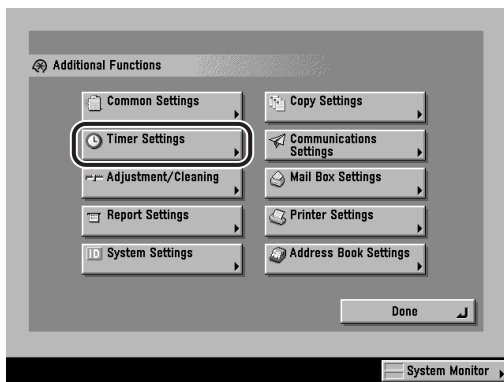 Additional Functions
Common Settings
Timer Settings
Adjustment/Cleaning
Report Settings
ID System Settings
Copy Settings
Communications
Settings
Mail Box Settings
Printer Settings
Address Book Settings
Done
System Monitor